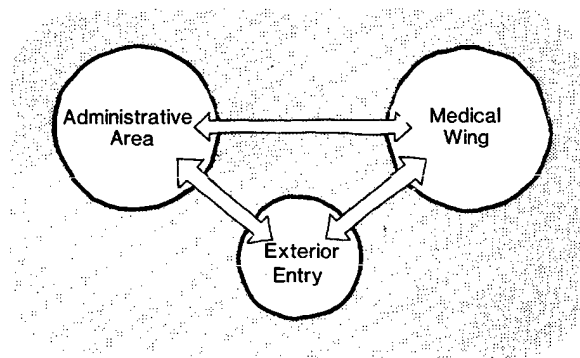 Administrative
Area
Medical
Wing
Exterior
Entry